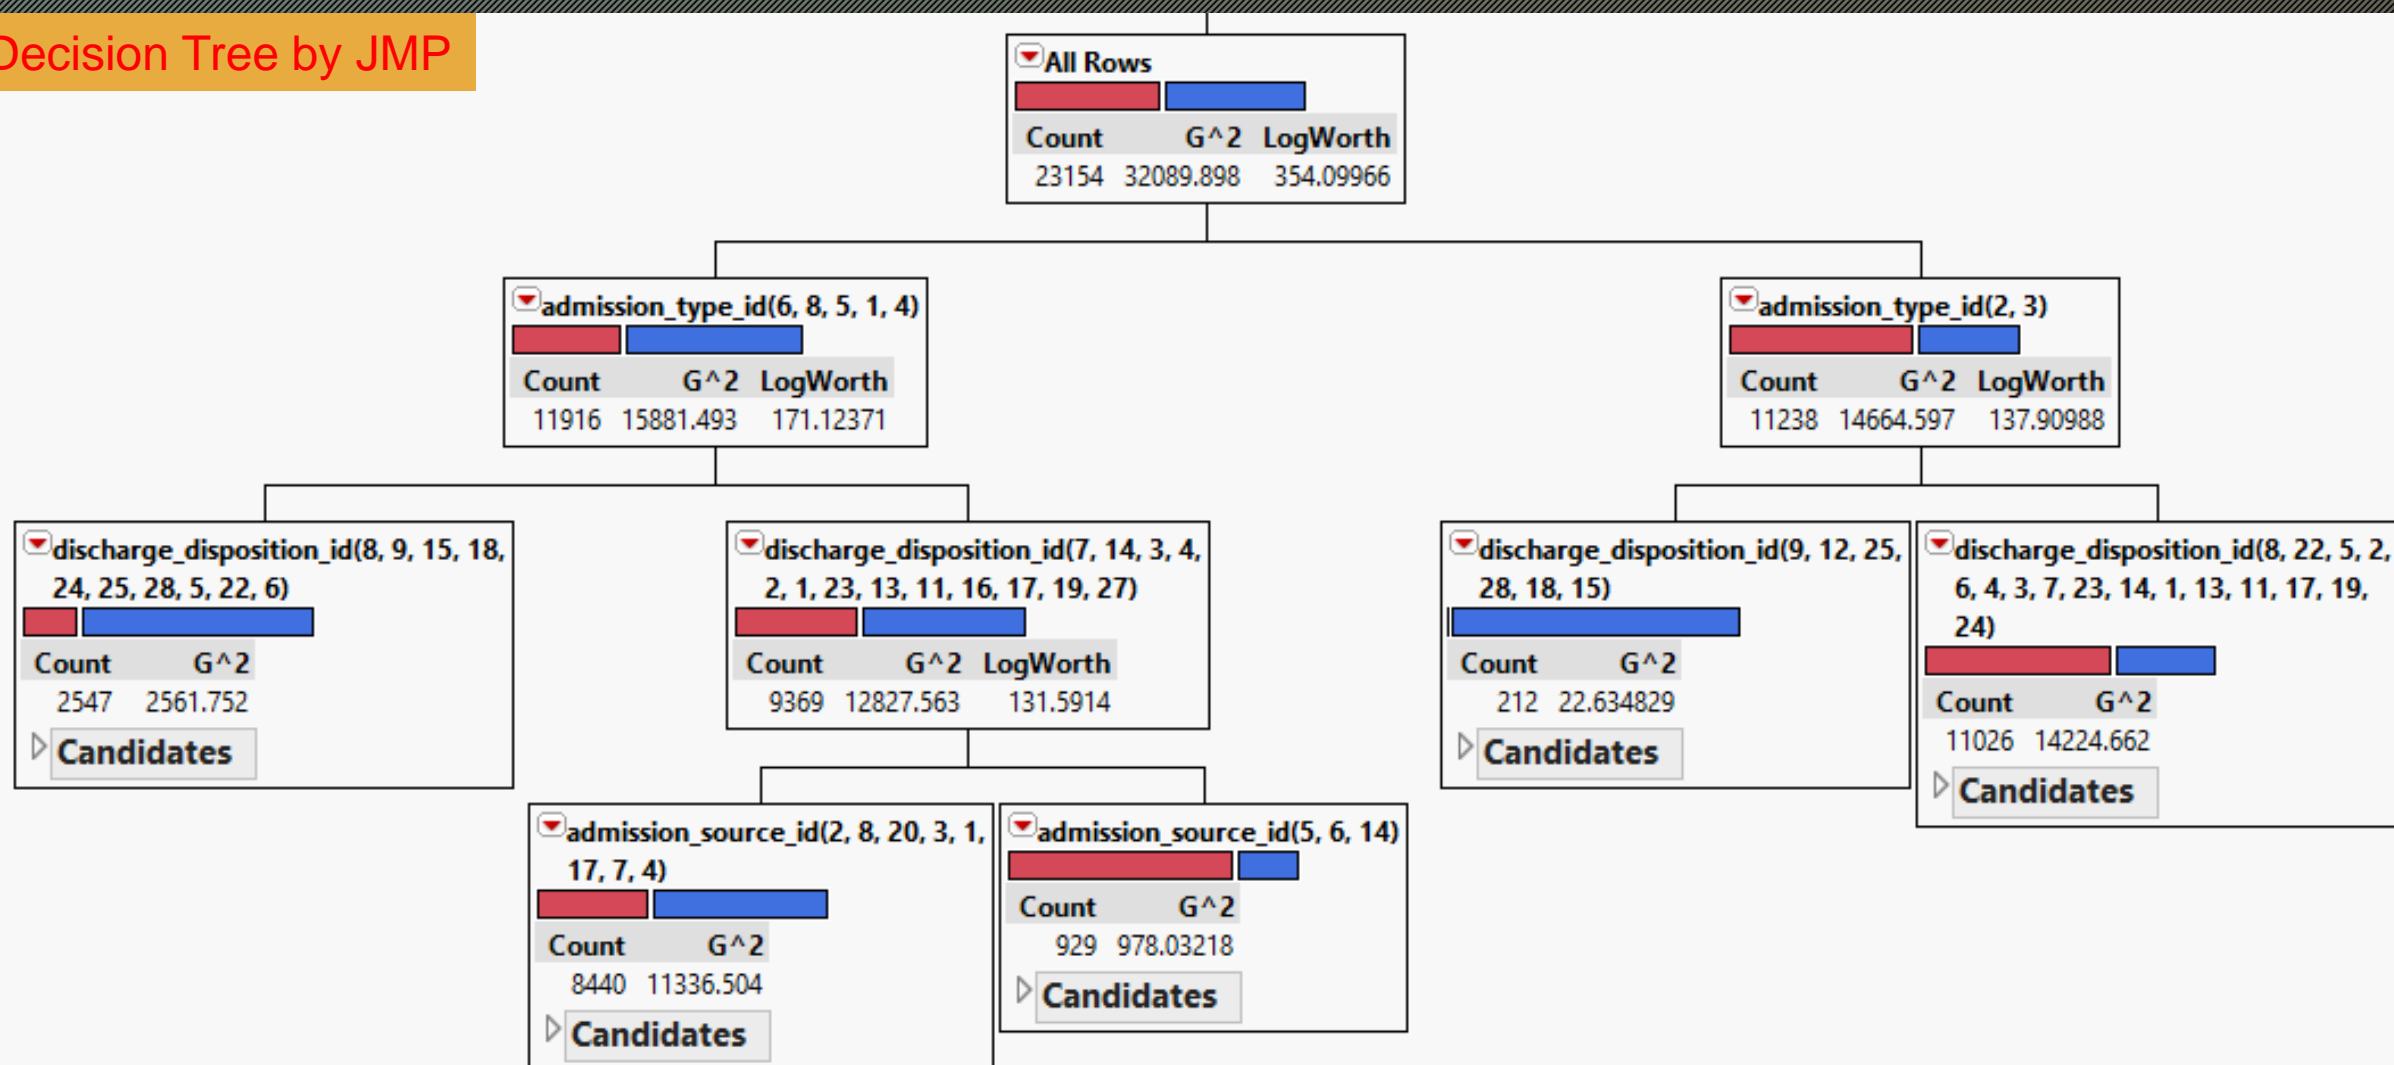 Decision Tree by JMP
All Rows
Count G^2 LogWorth
23154 32089.898 354.09966
admission_type_id(6, 8, 5, 1, 4)
Count G^2 LogWorth
11916 15881.493 171.12371
admission_type_id(2, 3)
Count G^2 LogWorth
11238 14664.597 137.90988
discharge_disposition_id(8, 9, 15, 18,
24, 25, 28, 5, 22, 6)
Count G^2
2547 2561.752
Candidates
discharge_disposition_id(7, 14, 3, 4,
2, 1, 23, 13, 11, 16, 17, 19, 27)
Count G^2 LogWorth
9369 12827.563 131.5914
discharge_disposition_id(9, 12, 25,
28, 18, 15)
Count G^2
212 22.634829
Candidates
discharge_disposition_id(8, 22, 5, 2,
6, 4, 3, 7, 23, 14, 1, 13, 11, 17, 19,
24)
Count G^2
11026 14224.662
Candidates
admission_source_id(2, 8, 20, 3, 1,
17, 7, 4)
Count G^2
8440 11336.504
Candidates
admission_source_id(5, 6, 14)
Count G^2
929 978.03218
Candidates